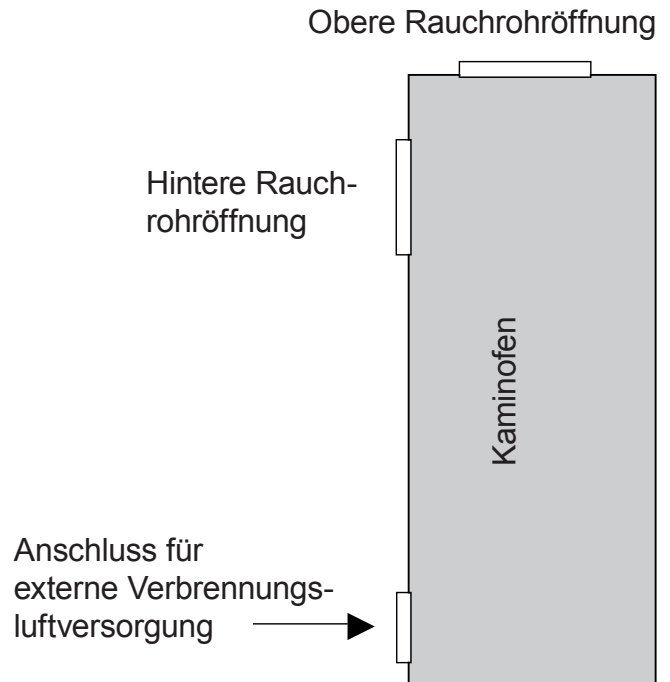 Obere Rauchrohröffnung
Hintere Rauch-
rohröffnung
Kaminofen
Anschluss für
externe Verbrennungs-
luftversorgung